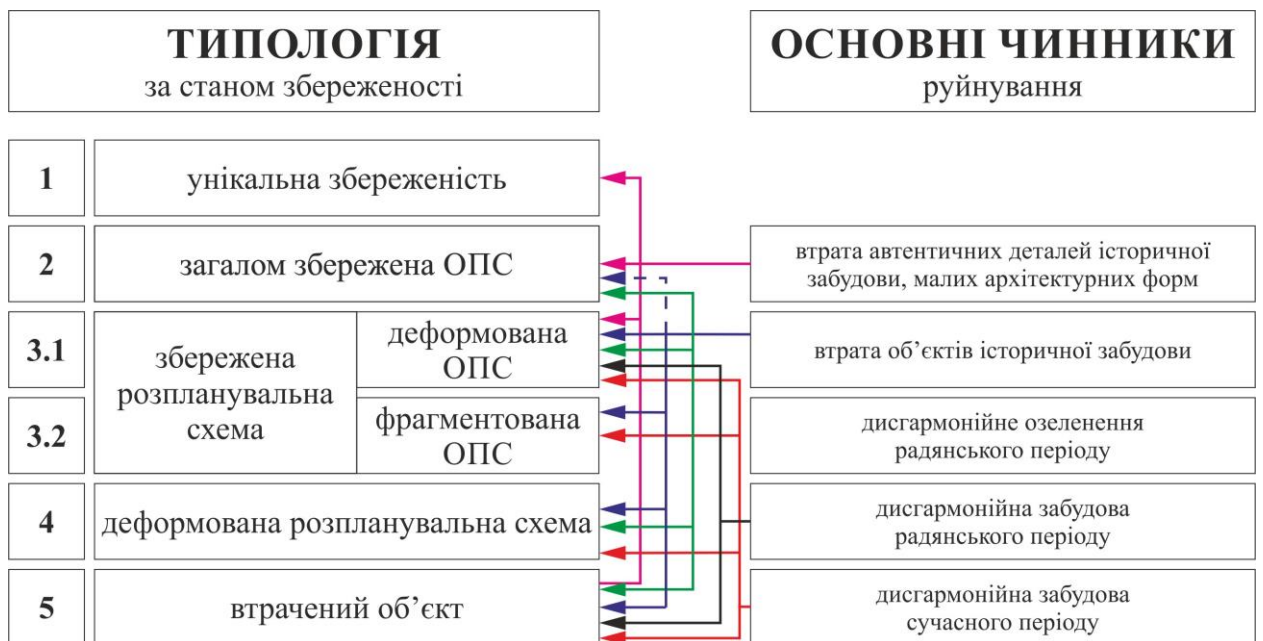 ТИПОЛОГІЯ
за станом збереженості
ОСНОВНІ ЧИННИКИ
руйнування
1
унікальна збереженість
2
загалом збережена ОПС
втрата автентичних деталей історичної
забудови, малих архітектурних форм
3.1
збережена
розпланувальна
схема
деформована
ОПС
втрата об’єктів історичної забудови
3.2
фрагментована
ОПС
дисгармонійне озеленення
радянського періоду
4
деформована розпланувальна схема
дисгармонійна забудова
радянського періоду
5
втрачений об’єкт
дисгармонійна забудова
сучасного періоду